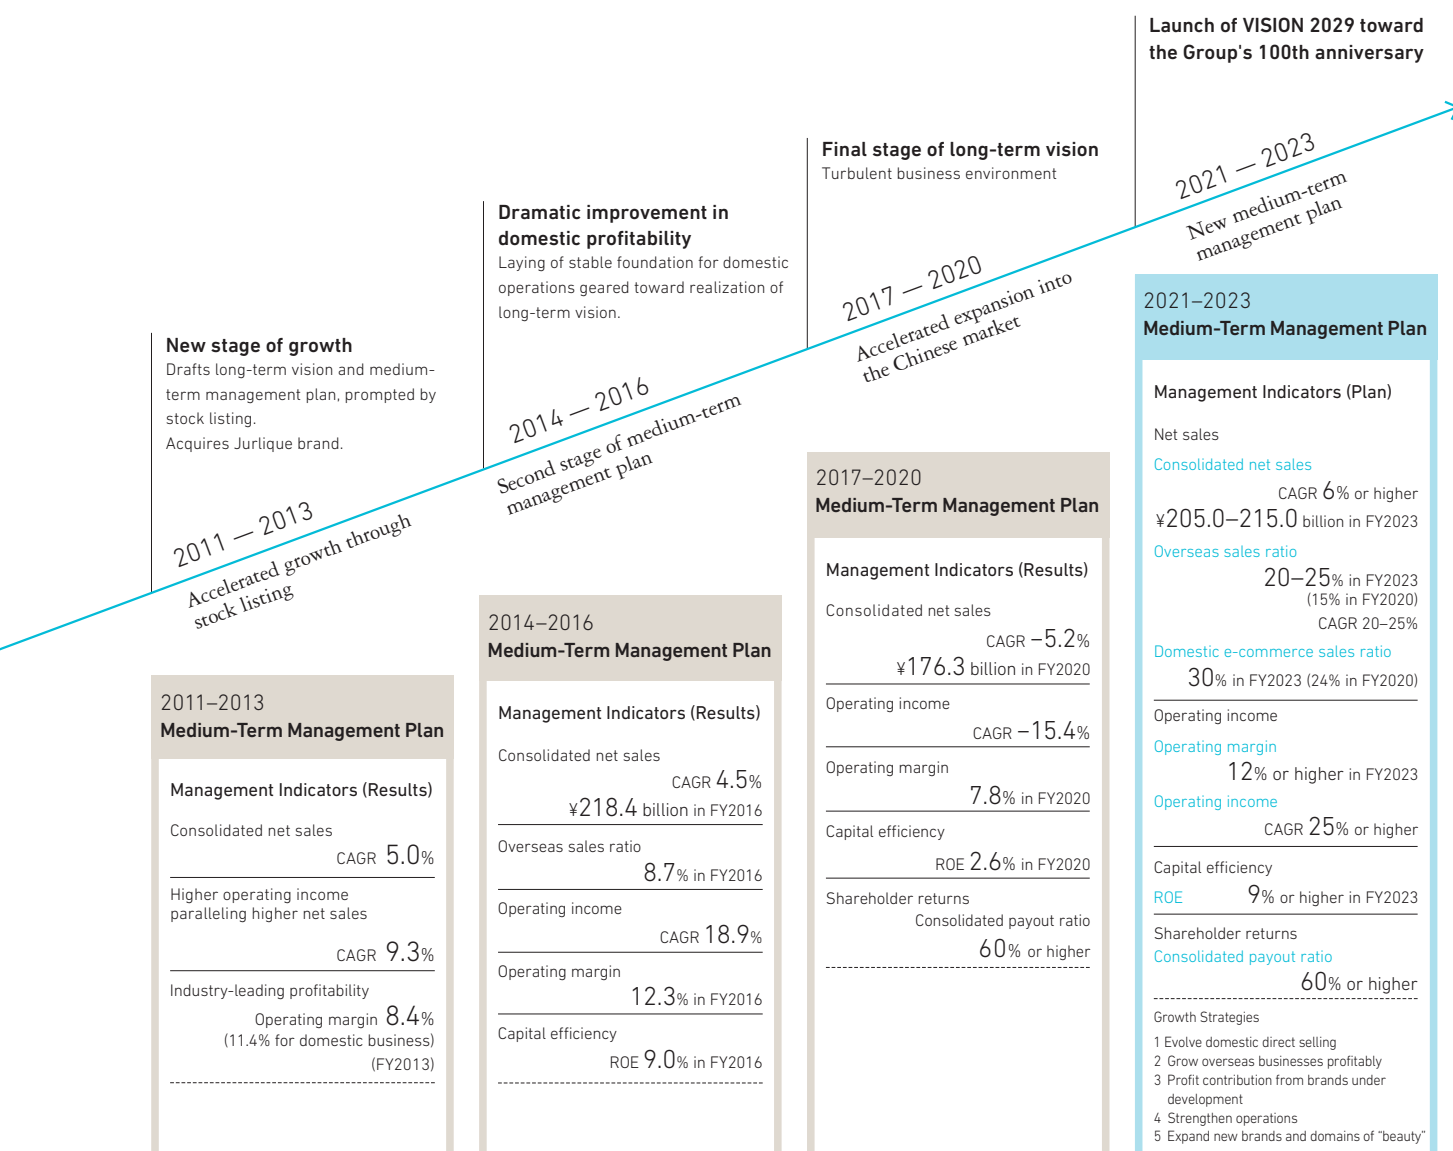 Launch of VISION 2029 toward
the Group's 100th anniversary
2021 — 2023
New medium-term
management plan
Final stage of long-term vision
Turbulent business environment
2017 — 2020
Accelerated expansion into
the Chinese market
Dramatic improvement in
domestic profitability
Laying of stable foundation for domestic
operations geared toward realization of
long-term vision.
2014 — 2016
Second stage of medium-term
management plan
New stage of growth
Drafts long-term vision and medium-
term management plan, prompted by
stock listing.
Acquires Jurlique brand.
2011 — 2013
Accelerated growth through
stock listing
2011–2013
Medium-Term Management Plan
Management Indicators (Results)
Consolidated net sales
CAGR 5.0%
Higher operating income
paralleling higher net sales
CAGR 9.3%
Industry-leading profitability
Operating margin 8.4%
(11.4% for domestic business)
(FY2013)
2014–2016
Medium-Term Management Plan
Management Indicators (Results)
Consolidated net sales
CAGR 4.5%
¥218.4 billion in FY2016
Overseas sales ratio
8.7% in FY2016
Operating income
CAGR 18.9%
Operating margin
12.3% in FY2016
Capital efficiency
ROE 9.0% in FY2016
2017–2020
Medium-Term Management Plan
Management Indicators (Results)
Consolidated net sales
CAGR –5.2%
¥176.3 billion in FY2020
Operating income
CAGR –15.4%
Operating margin
7.8% in FY2020
Capital efficiency
ROE 2.6% in FY2020
Shareholder returns
Consolidated payout ratio
60% or higher
2021–2023
Medium-Term Management Plan
Management Indicators (Plan)
Net sales
Consolidated net sales
CAGR 6% or higher
¥205.0–215.0 billion in FY2023
Overseas sales ratio
20–25% in FY2023
(15% in FY2020)
CAGR 20–25%
Domestic e-commerce sales ratio
30% in FY2023 (24% in FY2020)
Operating income
Operating margin
12% or higher in FY2023
Operating income
CAGR 25% or higher
Capital efficiency
ROE 9% or higher in FY2023
Shareholder returns
Consolidated payout ratio
60% or higher
Growth Strategies
1 Evolve domestic direct selling
2 Grow overseas businesses profitably
3 Profit contribution from brands under
development
4 Strengthen operations
5 Expand new brands and domains of “beauty”